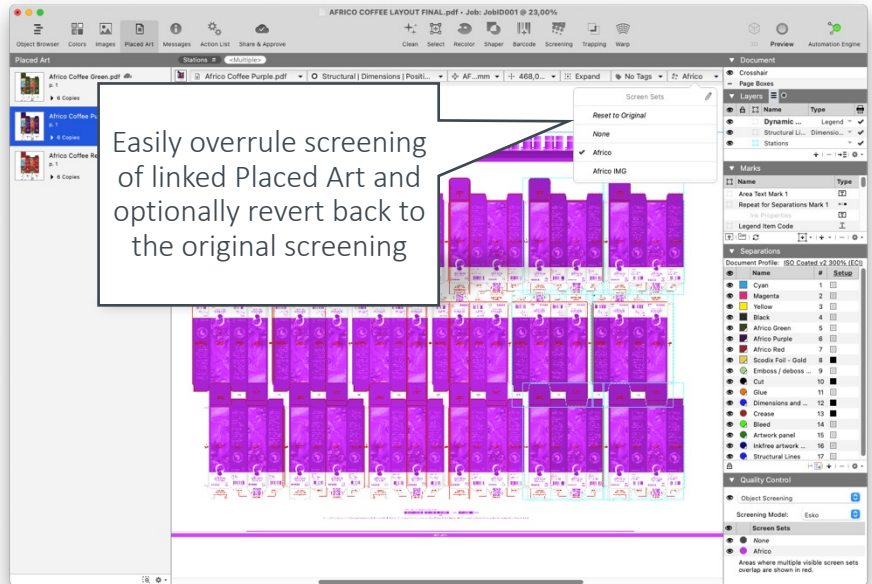 AFRICO COFFEE LAYOUT FINAL.pdf - Job: JobID001 @ 23,00%
Object Browser Colors Images Placed Art Messages Action List Share & Approve Clean Select Recolor Shaper Barcode Screening Trapping Warp 3D Preview Automation Engine
Placed Art
Stations = <Multiple>
Africo Coffee Purple.pdf Structural | Dimensions | Positi... AF...mm 468,0... Expand No Tags Africo
Africo Coffee Green.pdf
p. 1
6 Copies
Africo Coffee Pu
p. 1
6 Copies
Africo Coffee Re
p. 1
6 Copies
Easily overrule screening
of linked Placed Art and
optionally revert back to
the original screening
Screen Sets
Reset to Original
None
Africo
Africo IMG
Document
Crosshair
Page Boxes
Layers
Name Type
Dynamic ... Legend
Structural Li... Dimensio...
Stations
Marks
Name Type
Area Text Mark 1
Repeat for Separations Mark 1
Ink Properties
Legend Item Code
Separations
Document Profile: ISO Coated v2 300% (ECI)
Name # Setup
Cyan 1
Magenta 2
Yellow 3
Black 4
Africo Green 5
Africo Purple 6
Africo Red 7
Scodix Foil - Gold 8
Emboss / deboss ... 9
Cut 10
Glue 11
Dimensions and ... 12
Crease 13
Bleed 14
Artwork panel 15
Inkfree artwork ... 16
Structural Lines 17
Quality Control
Object Screening
Screening Model: Esko
Screen Sets
None
Africo
Areas where multiple visible screen sets
overlap are shown in red.